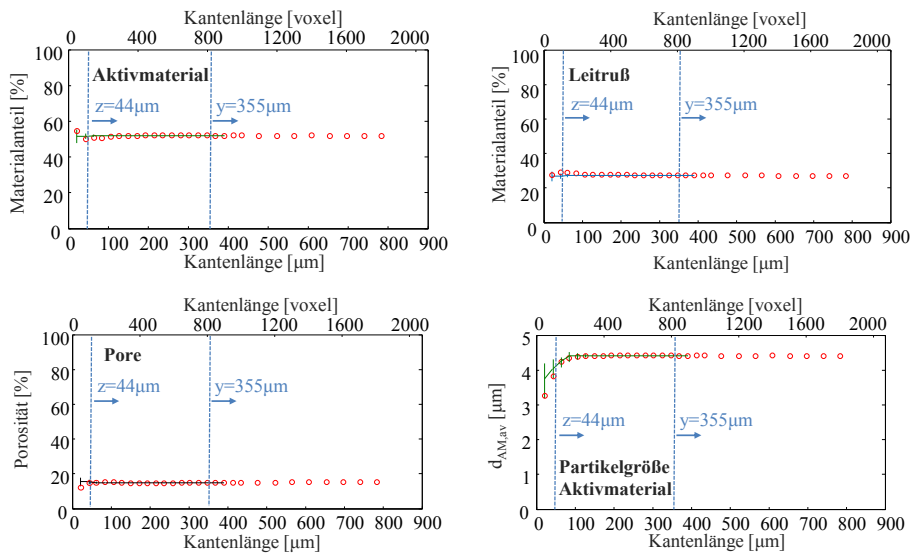 Kantenlänge [voxel]
0 400 800 1200 1600 2000
Aktivmaterial
z=44μm
y=355μm
Materialanteil [%]
100
80
60
40
20
0
0 100 200 300 400 500 600 700 800 900
Kantenlänge [μm]
Kantenlänge [voxel]
0 400 800 1200 1600 2000
Leitruß
z=44μm
y=355μm
Materialanteil [%]
100
80
60
40
20
0
0 100 200 300 400 500 600 700 800 900
Kantenlänge [μm]
Kantenlänge [voxel]
0 400 800 1200 1600 2000
Pore
z=44μm
y=355μm
Porosität [%]
100
80
60
40
20
0
0 100 200 300 400 500 600 700 800 900
Kantenlänge [μm]
Kantenlänge [voxel]
0 400 800 1200 1600 2000
z=44μm
y=355μm
Partikelgröße
Aktivmaterial
d_AM,av [μm]
5
4
3
2
1
0
0 100 200 300 400 500 600 700 800 900
Kantenlänge [μm]